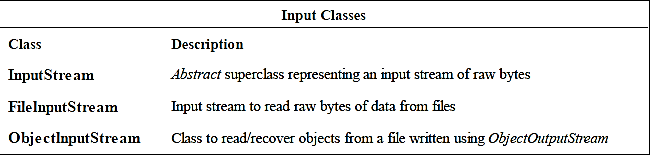 Input Classes
Class Description
InputStream Abstract superclass representing an input stream of raw bytes
FileInputStream Input stream to read raw bytes of data from files
ObjectInputStream Class to read/recover objects from a file written using ObjectOutputStream